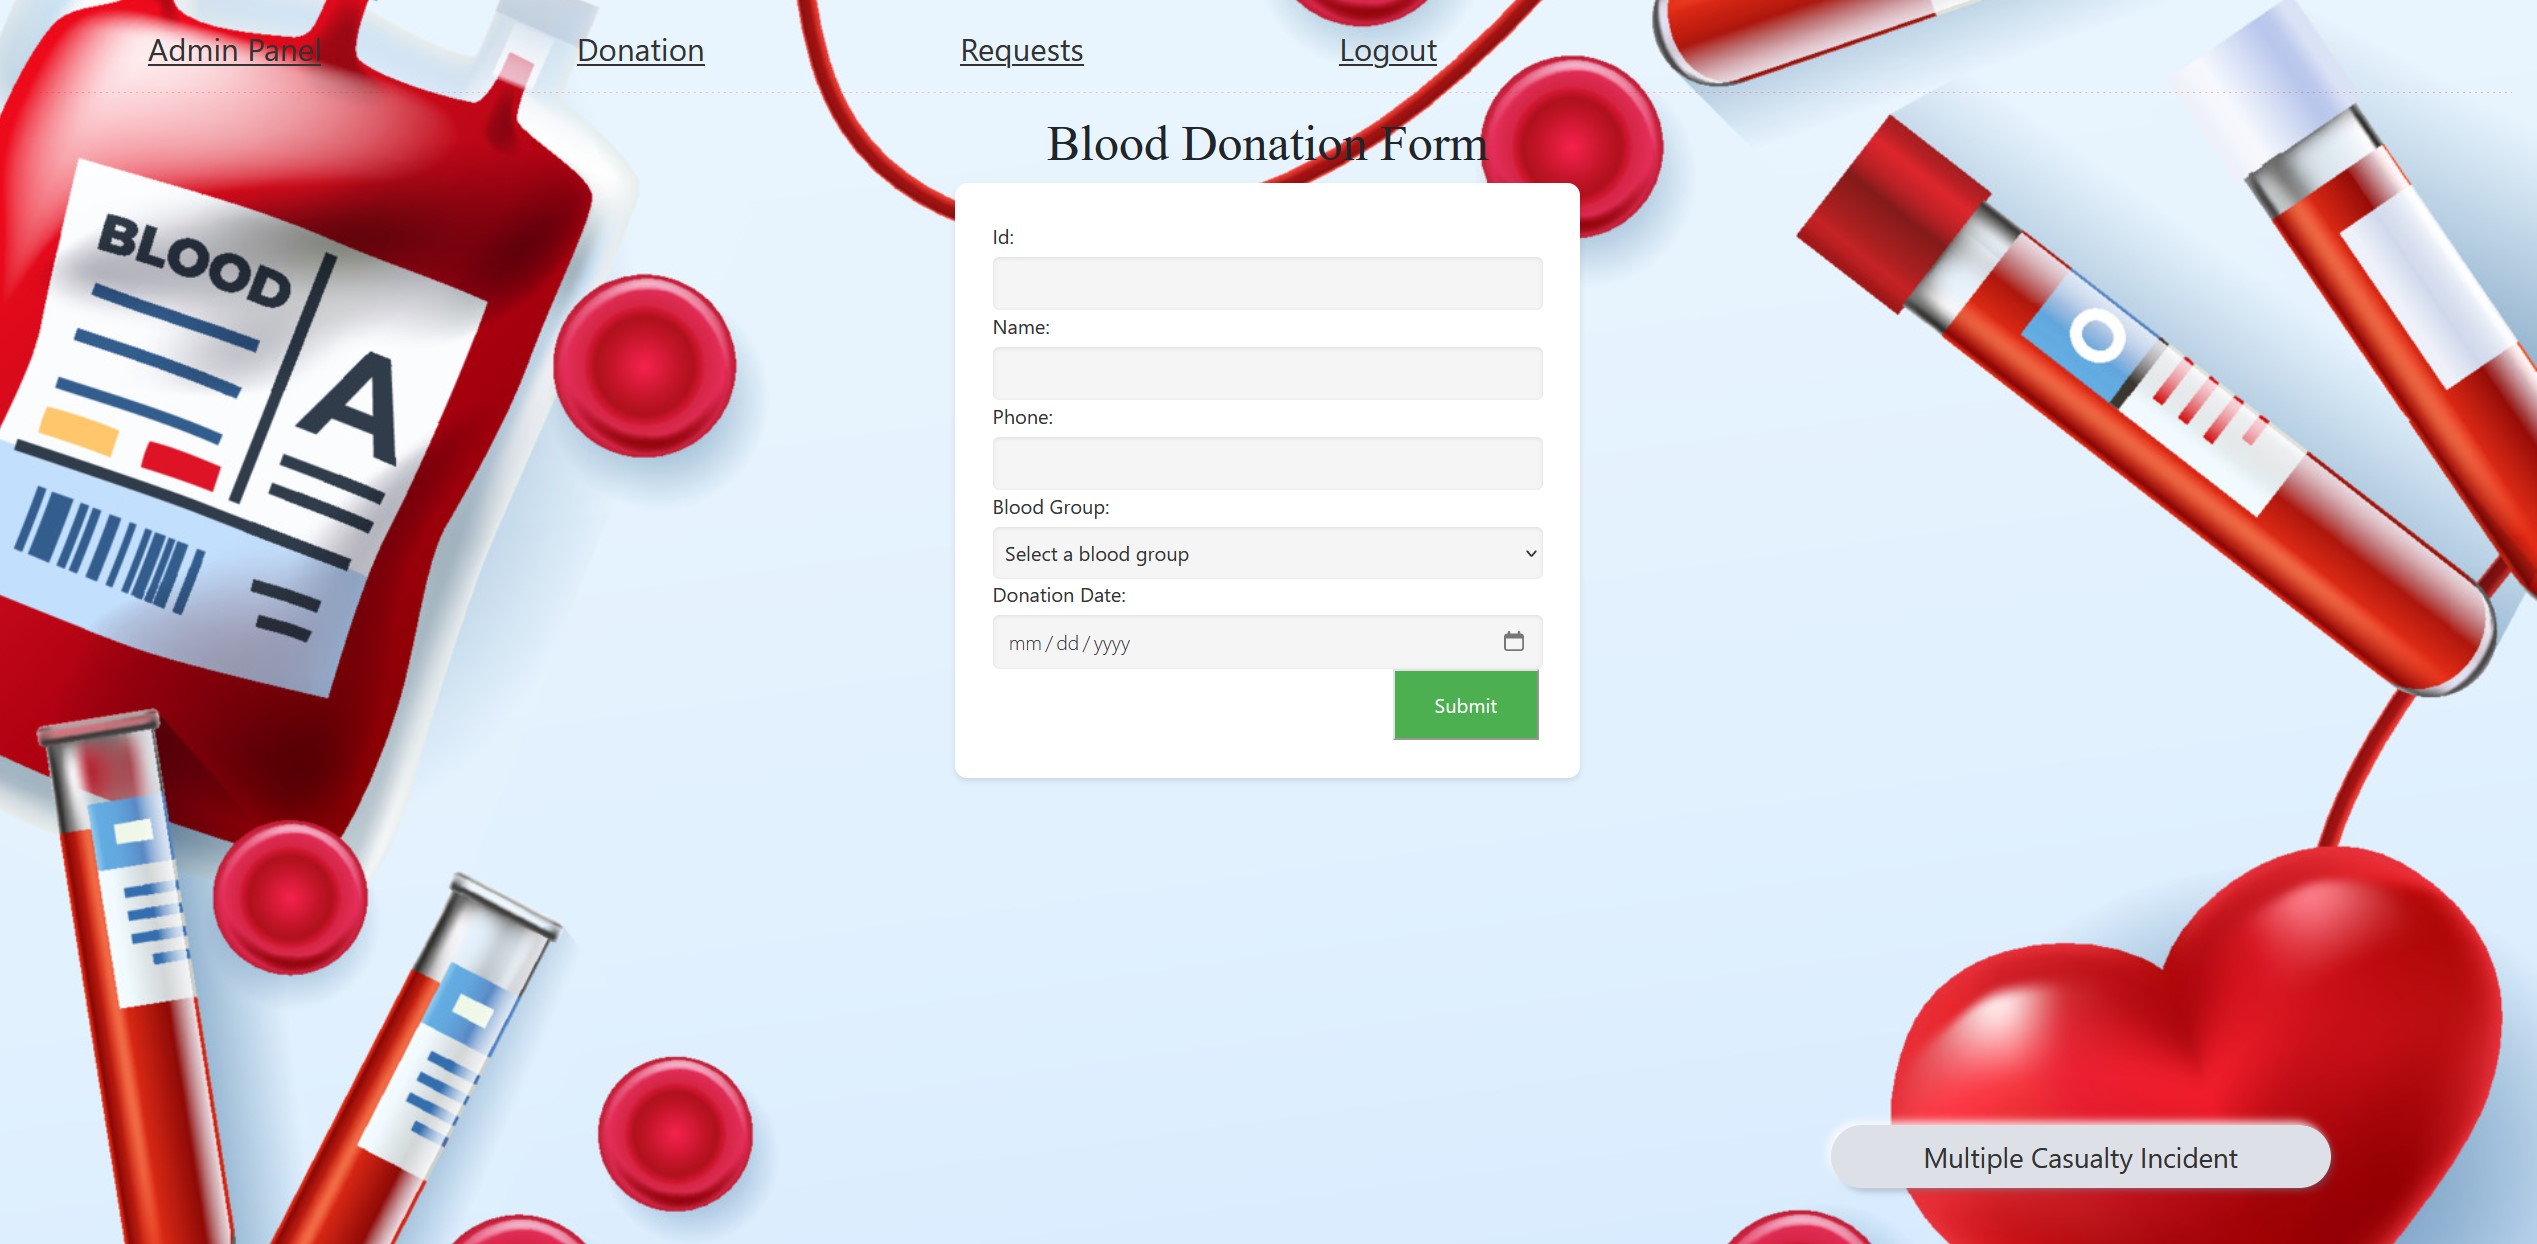 Admin Panel
Donation
Requests
Logout
Blood Donation Form
BLOOD
A
O
Id:
Name:
Phone:
Blood Group:
Select a blood group
Donation Date:
mm/dd/yyyy
Submit
Multiple Casualty Incident